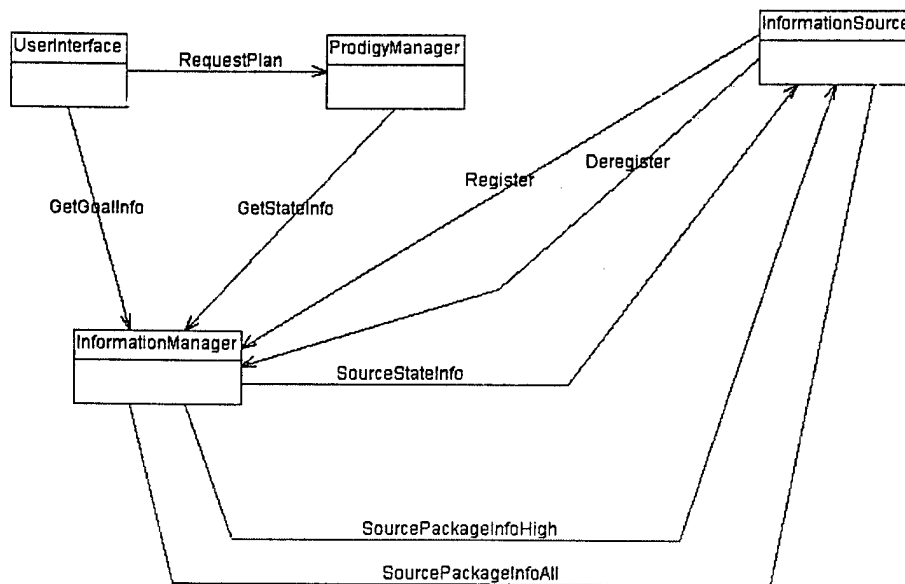 UserInterface
ProdigyManager
InformationSource
RequestPlan
Register
Deregister
GetGoalInfo
GetStateInfo
InformationManager
SourceStateInfo
SourcePackageInfoHigh
SourcePackageInfoAll